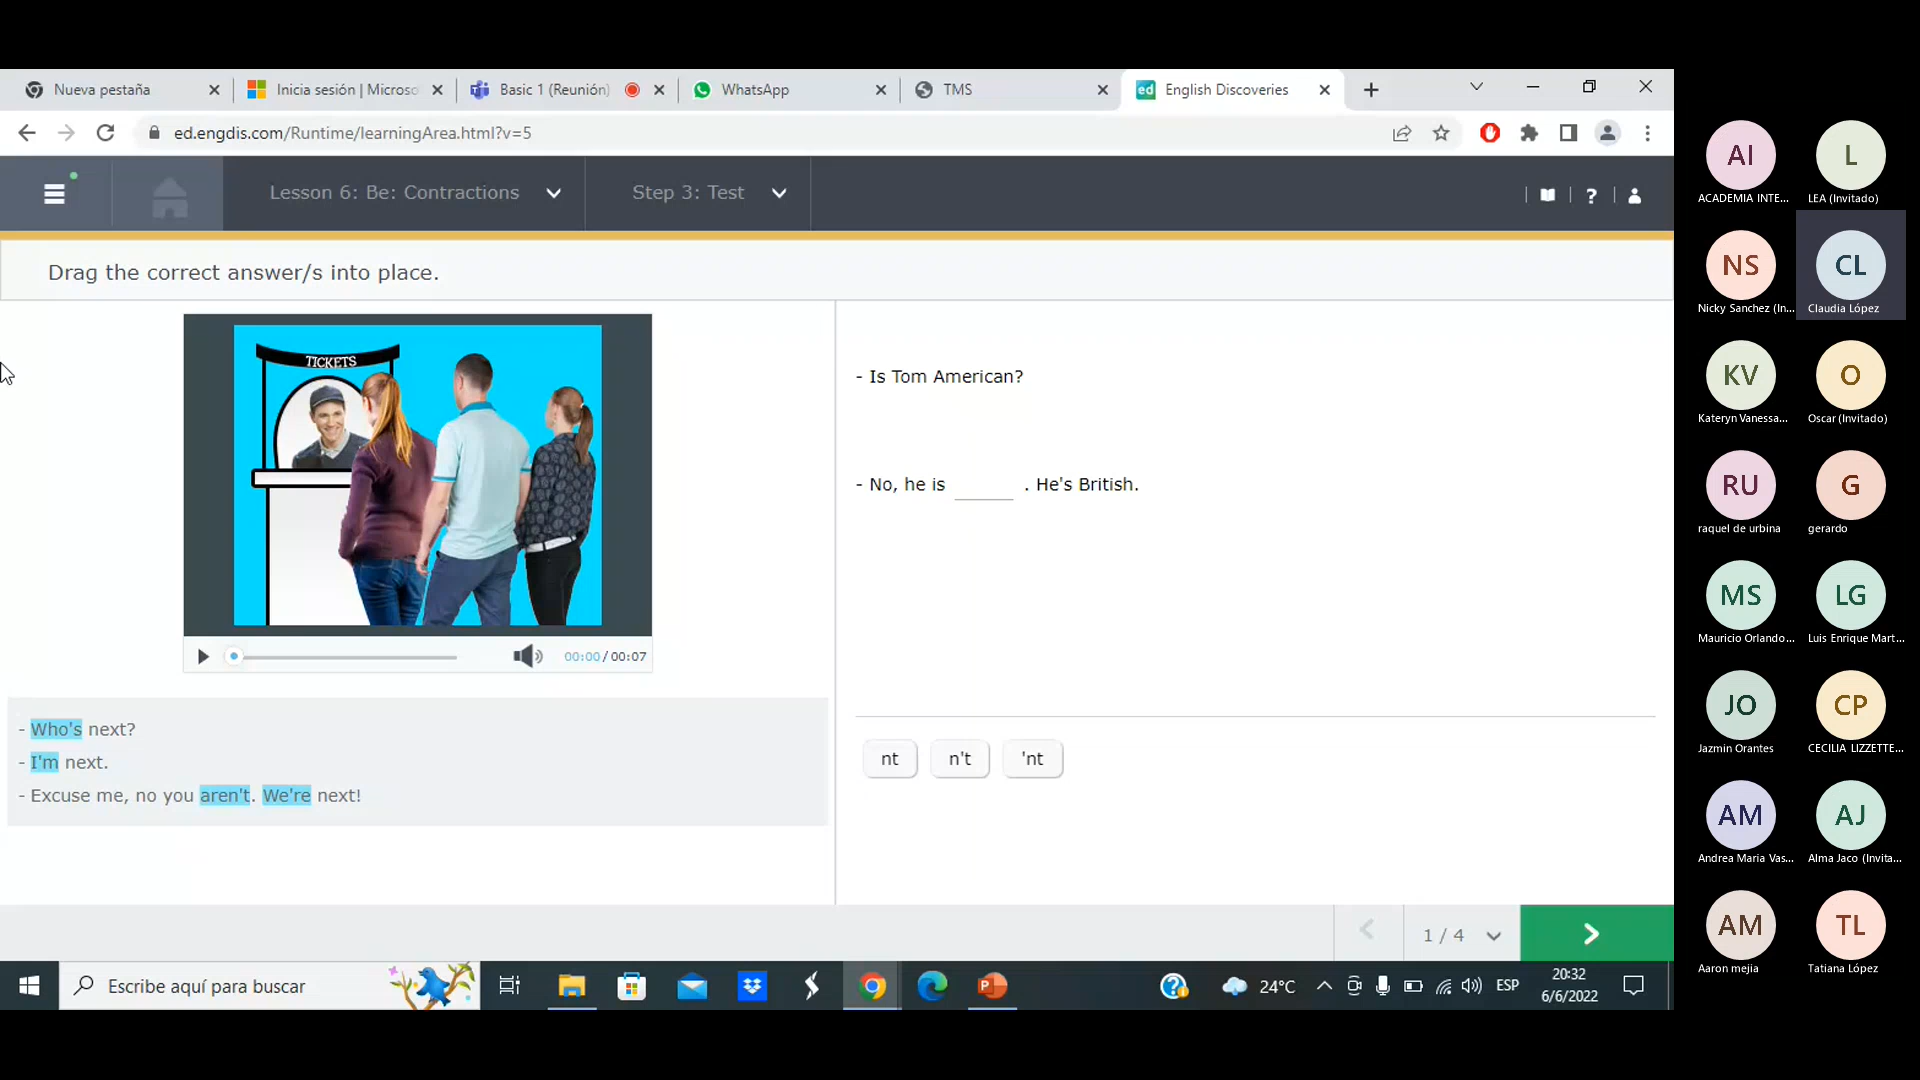 Nueva pestaña
Inicia sesión | Microso
Basic 1 (Reunión)
WhatsApp
TMS
ed English Discoveries
ed.engdis.com/Runtime/learningArea.html?v=5
Lesson 6: Be: Contractions
Step 3: Test
?
Drag the correct answer/s into place.
TICKETS
00:00/00:07
- Who's next?
- I'm next.
- Excuse me, no you aren't. We're next!
- Is Tom American?
- No, he is ______ . He's British.
nt
n't
'nt
1 / 4
Escribe aquí para buscar
24°C
ESP
20:32
6/6/2022
AI
ACADEMIA INTE...
L
LEA (Invitado)
NS
Nicky Sanchez (In...
CL
Claudia López
KV
Kateryn Vanessa...
O
Oscar (Invitado)
RU
raquel de urbina
G
gerardo
MS
Mauricio Orlando...
LG
Luis Enrique Mart...
JO
Jazmin Orantes
CP
CECILIA LIZZETTE...
AM
Andrea Maria Vas...
AJ
Alma Jaco (Invita...
AM
Aaron mejia
TL
Tatiana López